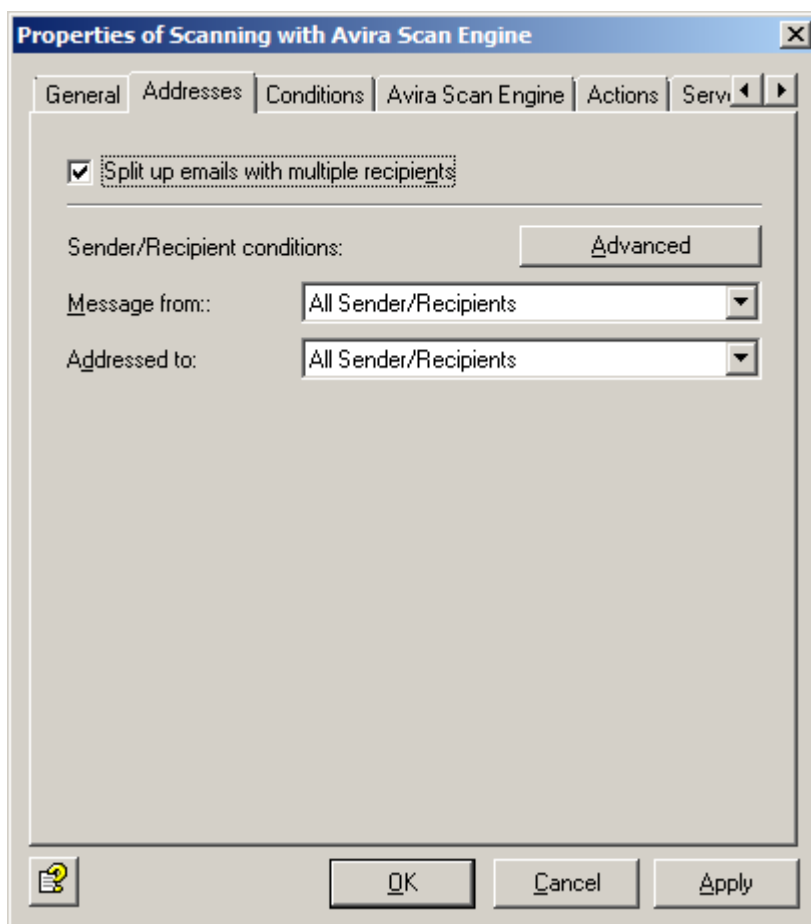 Properties of Scanning with Avira Scan Engine
General Addresses Conditions Avira Scan Engine Actions Serv
Split up emails with multiple recipients
Sender/Recipient conditions: Advanced
Message from:: All Sender/Recipients
Addressed to: All Sender/Recipients
OK Cancel Apply